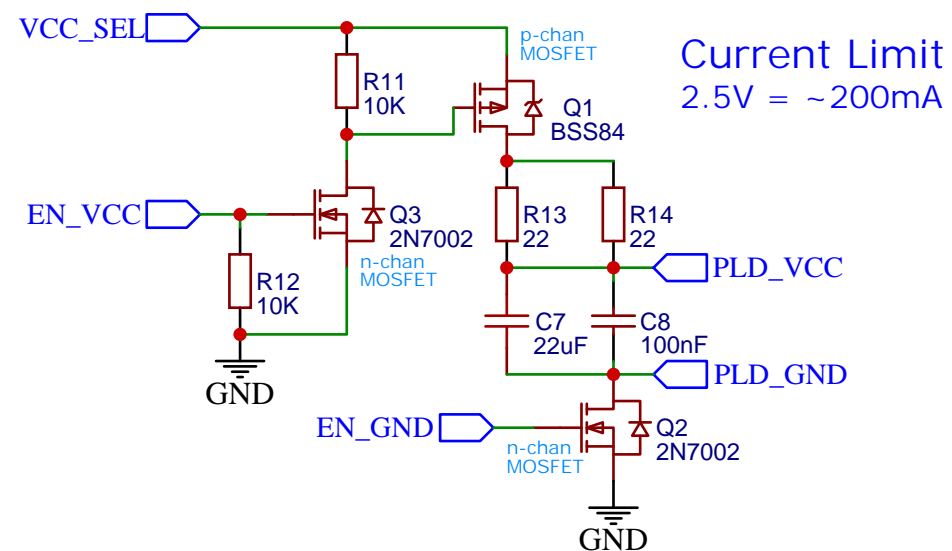 VCC_SEL
p-chan
MOSFET
Current Limit
2.5V = ~200mA
R11
10K
Q1
BSS84
EN_VCC
Q3
2N7002
n-chan
MOSFET
R13
22
R14
22
R12
10K
PLD_VCC
C7
22uF
C8
100nF
GND
PLD_GND
EN_GND
n-chan
MOSFET
Q2
2N7002
GND